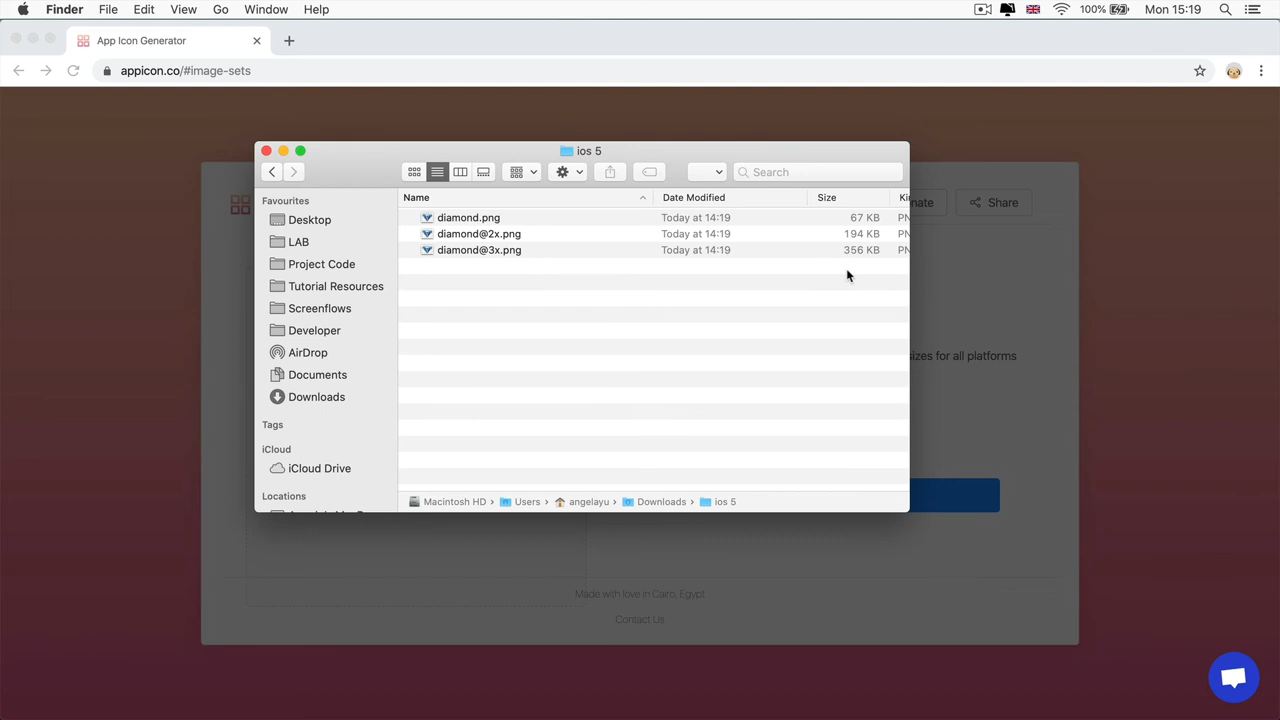 Finder File Edit View Go Window Help 100% Mon 15:19
App Icon Generator
appicon.co/#image-sets
ios 5
Search
Favourites
Desktop
LAB
Project Code
Tutorial Resources
Screenflows
Developer
AirDrop
Documents
Downloads
Tags
iCloud
iCloud Drive
Locations
Name Date Modified Size
diamond.png Today at 14:19 67 KB
diamond@2x.png Today at 14:19 194 KB
diamond@3x.png Today at 14:19 356 KB
Macintosh HD Users angelayu Downloads ios 5
Share
sizes for all platforms
Made with love in Cairo, Egypt
Contact Us